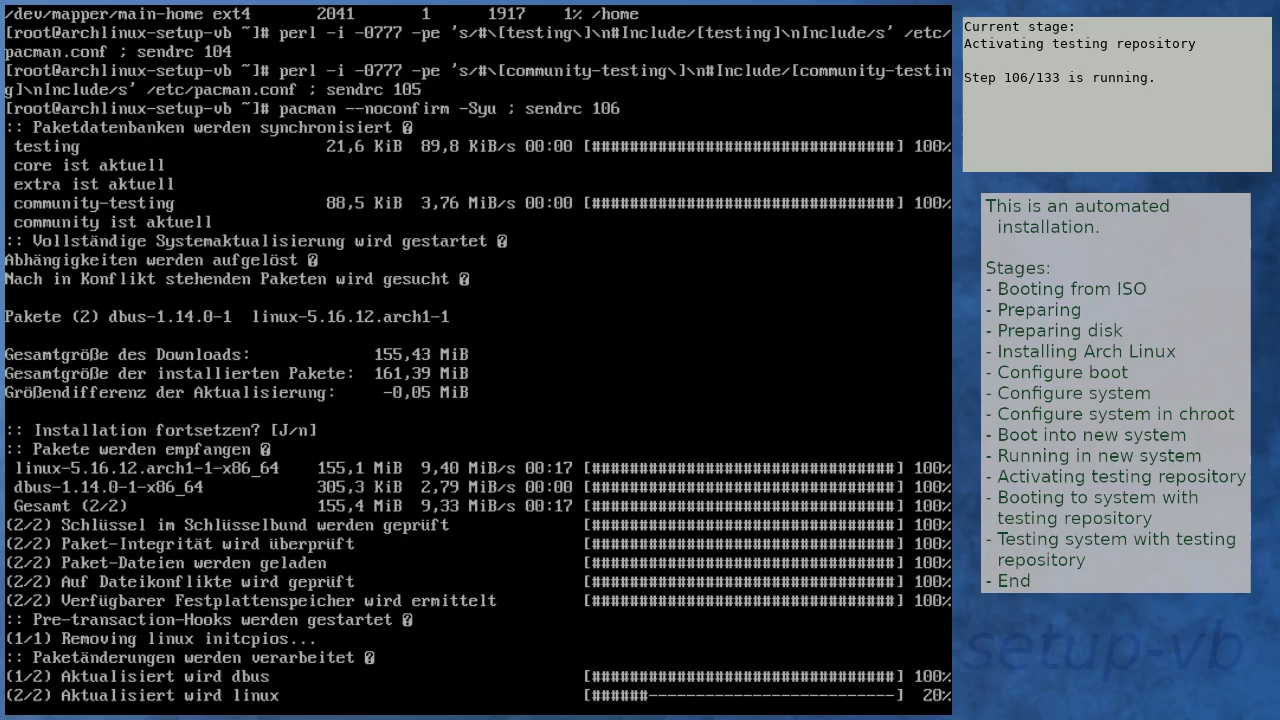 /dev/mapper/main-home ext4       2041       1      1917    1% /home
[root@archlinux-setup-vb ~]# perl -i -0777 -pe 's/#\[testing\]\n#Include/[testing]\nInclude/s' /etc/
pacman.conf ; sendrc 104
[root@archlinux-setup-vb ~]# perl -i -0777 -pe 's/#\[community-testing\]\n#Include/[community-testin
g]\nInclude/s' /etc/pacman.conf ; sendrc 105
[root@archlinux-setup-vb ~]# pacman --noconfirm -Syu ; sendrc 106
:: Paketdatenbanken werden synchronisiert �
testing 21,6 KiB 89,8 KiB/s 00:00 [################################] 100%
core ist aktuell
extra ist aktuell
community-testing 88,5 KiB 3,76 MiB/s 00:00 [################################] 100%
community ist aktuell
:: Vollständige Systemaktualisierung wird gestartet �
Abhängigkeiten werden aufgelöst �
Nach in Konflikt stehenden Paketen wird gesucht �
Pakete (2) dbus-1.14.0-1  linux-5.16.12.arch1-1
Gesamtgröße des Downloads: 155,43 MiB
Gesamtgröße der installierten Pakete: 161,39 MiB
Größendifferenz der Aktualisierung: -0,05 MiB
:: Installation fortsetzen? [J/n]
:: Pakete werden empfangen �
linux-5.16.12.arch1-1-x86_64 155,1 MiB 9,40 MiB/s 00:17 [################################] 100%
dbus-1.14.0-1-x86_64 305,3 KiB 2,79 MiB/s 00:00 [################################] 100%
Gesamt (2/2) 155,4 MiB 9,33 MiB/s 00:17 [################################] 100%
(2/2) Schlüssel im Schlüsselbund werden geprüft [################################] 100%
(2/2) Paket-Integrität wird überprüft [################################] 100%
(2/2) Paket-Dateien werden geladen [################################] 100%
(2/2) Auf Dateikonflikte wird geprüft [################################] 100%
(2/2) Verfügbarer Festplattenspeicher wird ermittelt [################################] 100%
:: Pre-transaction-Hooks werden gestartet �
(1/1) Removing linux initcpios...
:: Paketänderungen werden verarbeitet �
(1/2) Aktualisiert wird dbus [################################] 100%
(2/2) Aktualisiert wird linux [######--------------------------] 20%
Current stage:
Activating testing repository
Step 106/133 is running.
This is an automated
installation.
Stages:
- Booting from ISO
- Preparing
- Preparing disk
- Installing Arch Linux
- Configure boot
- Configure system
- Configure system in chroot
- Boot into new system
- Running in new system
- Activating testing repository
- Booting to system with
testing repository
- Testing system with testing
repository
- End
setup-vb